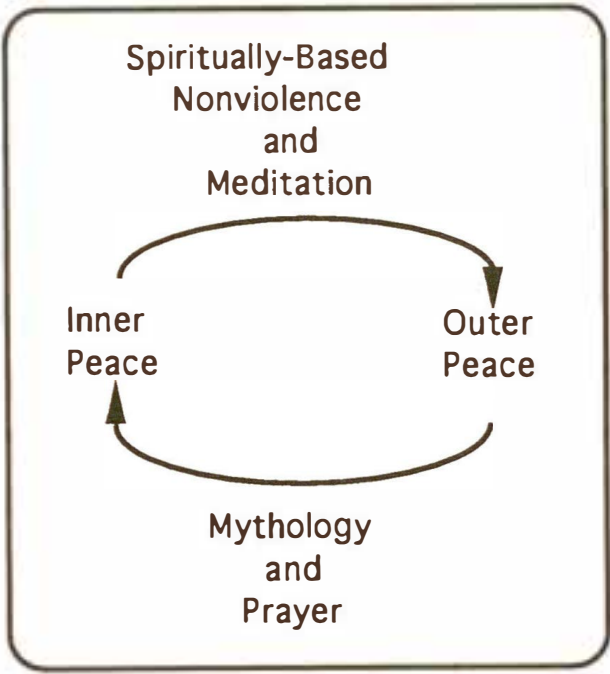 Spiritually-Based
Nonviolence
and
Meditation
Inner
Peace
Outer
Peace
Mythology
and
Prayer